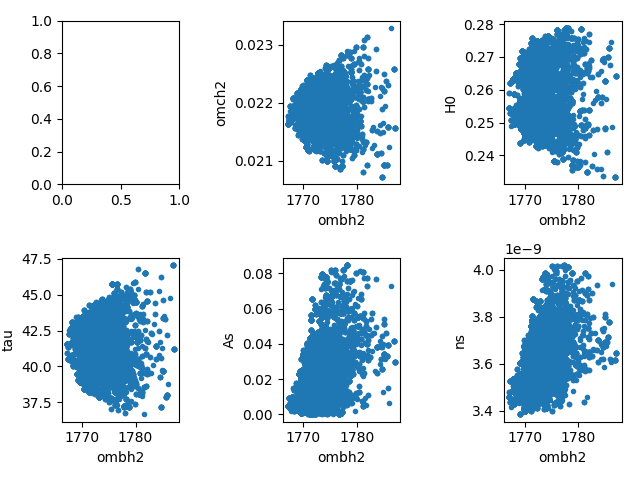 1.0
0.8
0.6
0.4
0.2
0.0
0.0 0.5 1.0
omch2
0.023
0.022
0.021
1770 1780
ombh2
H0
0.28
0.27
0.26
0.25
0.24
1770 1780
ombh2
tau
47.5
45.0
42.5
40.0
37.5
1770 1780
ombh2
As
0.08
0.06
0.04
0.02
0.00
1770 1780
ombh2
1e−9
ns
4.0
3.8
3.6
3.4
1770 1780
ombh2